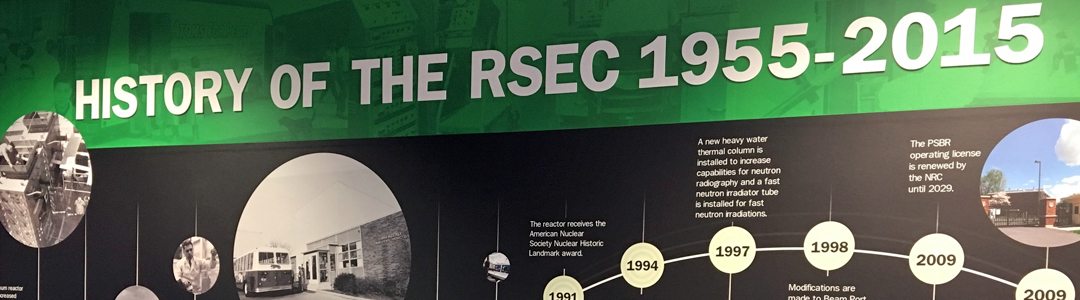 HISTORY OF THE RSEC 1955-2015
A new heavy water
thermal column is
installed to increase
capabilities for neutron
radiography and a fast
neutron irradiator tube
is installed for fast
neutron irradiations.
The PSBR
operating license
is renewed by
the NRC
until 2029.
The reactor receives the
American Nuclear
Society Nuclear Historic
Landmark award.
1991
1994
1997
1998
2009
2009
Modifications are
made to Beam Port
reactor